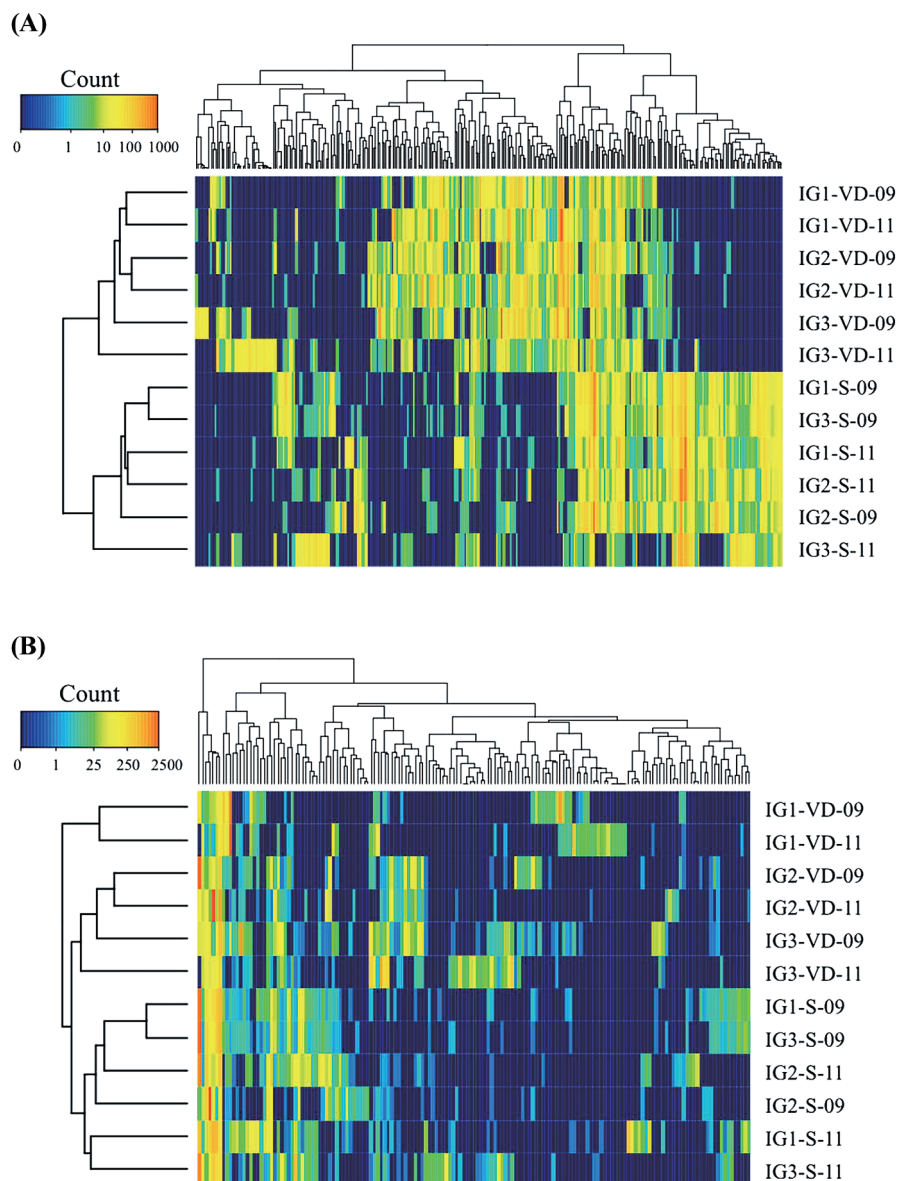 (A)
Count
0 1 10 100 1000
IG1-VD-09
IG1-VD-11
IG2-VD-09
IG2-VD-11
IG3-VD-09
IG3-VD-11
IG1-S-09
IG3-S-09
IG1-S-11
IG2-S-11
IG2-S-09
IG3-S-11
(B)
Count
0 1 25 250 2500
IG1-VD-09
IG1-VD-11
IG2-VD-09
IG2-VD-11
IG3-VD-09
IG3-VD-11
IG1-S-09
IG3-S-09
IG2-S-11
IG2-S-09
IG1-S-11
IG3-S-11